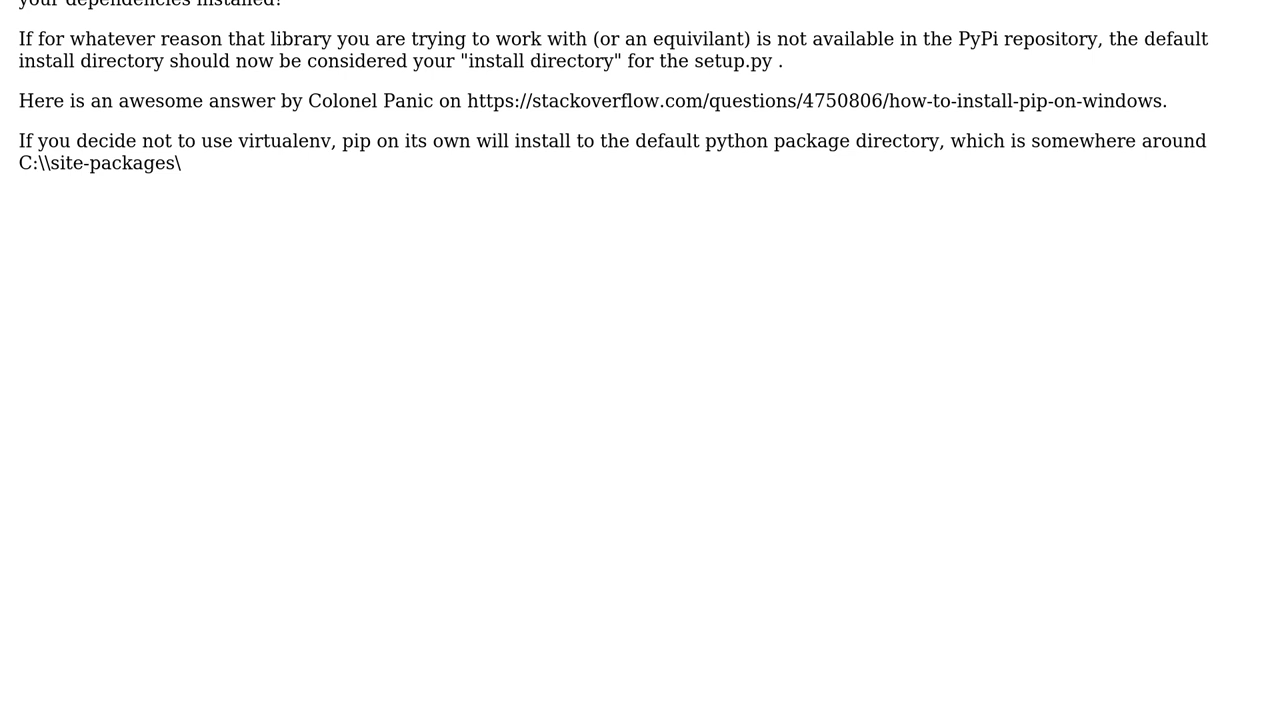 your dependencies installed!
If for whatever reason that library you are trying to work with (or an equivilant) is not available in the PyPi repository, the default
install directory should now be considered your "install directory" for the setup.py .
Here is an awesome answer by Colonel Panic on https://stackoverflow.com/questions/4750806/how-to-install-pip-on-windows.
If you decide not to use virtualenv, pip on its own will install to the default python package directory, which is somewhere around
C:\\site-packages\